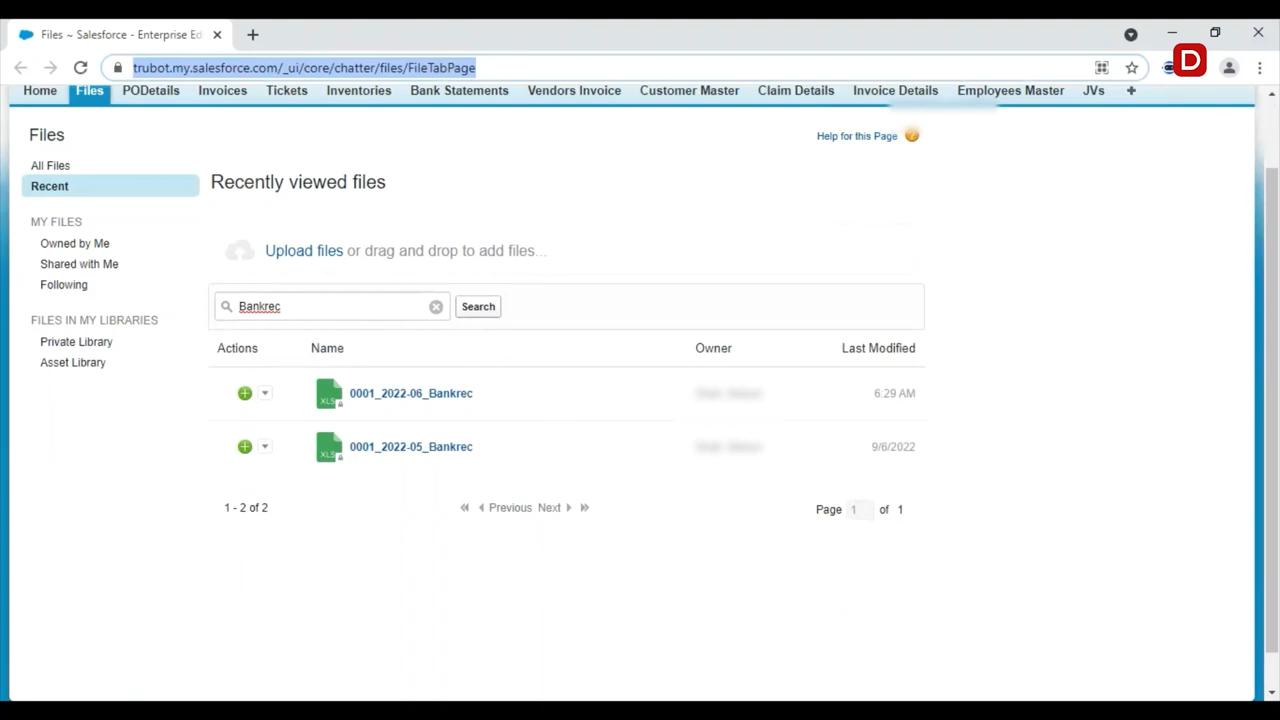 Files ~ Salesforce - Enterprise Ed
D
trubot.my.salesforce.com/_ui/core/chatter/files/FileTabPage
Home Files PODetails Invoices Tickets Inventories Bank Statements Vendors Invoice Customer Master Claim Details Invoice Details Employees Master JVs
Files
Help for this Page ?
All Files
Recent
Recently viewed files
MY FILES
Owned by Me
Upload files or drag and drop to add files...
Shared with Me
Following
Bankrec Search
FILES IN MY LIBRARIES
Private Library
Actions Name Owner Last Modified
Asset Library
XLS 0001_2022-06_Bankrec 6:29 AM
XLS 0001_2022-05_Bankrec 9/6/2022
1 - 2 of 2 Previous Next Page 1 of 1